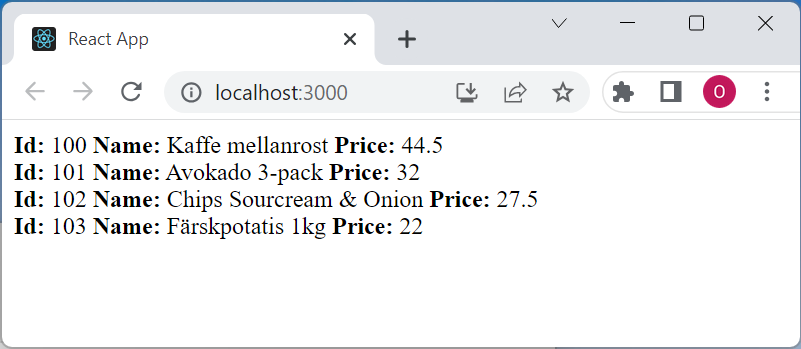 React App
localhost:3000
O
Id: 100 Name: Kaffe mellanrost Price: 44.5
Id: 101 Name: Avokado 3-pack Price: 32
Id: 102 Name: Chips Sourcream & Onion Price: 27.5
Id: 103 Name: Färskpotatis 1kg Price: 22